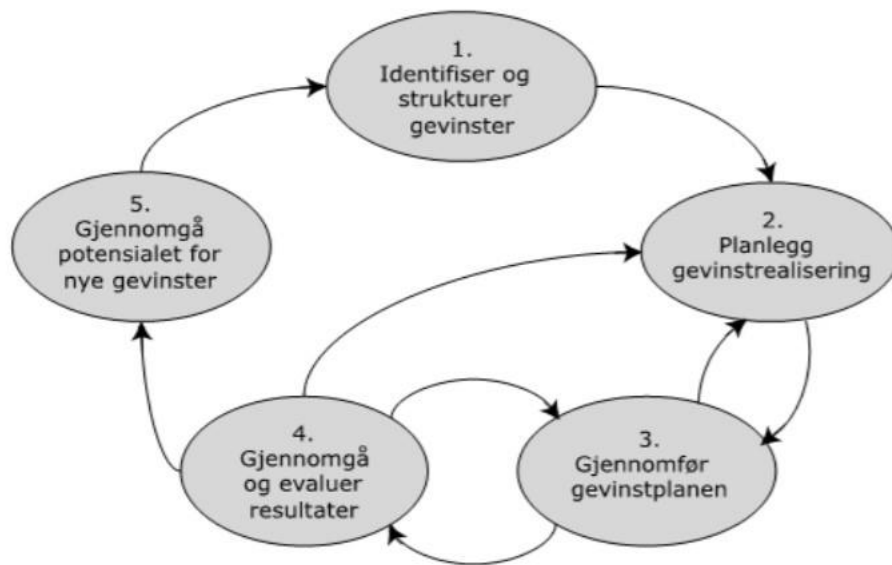 1.
Identifiser og
strukturer
gevinster
2.
Planlegg
gevinstrealisering
3.
Gjennomfør
gevinstplanen
4.
Gjennomgå
og evaluer
resultater
5.
Gjennomgå
potensialet for
nye gevinster